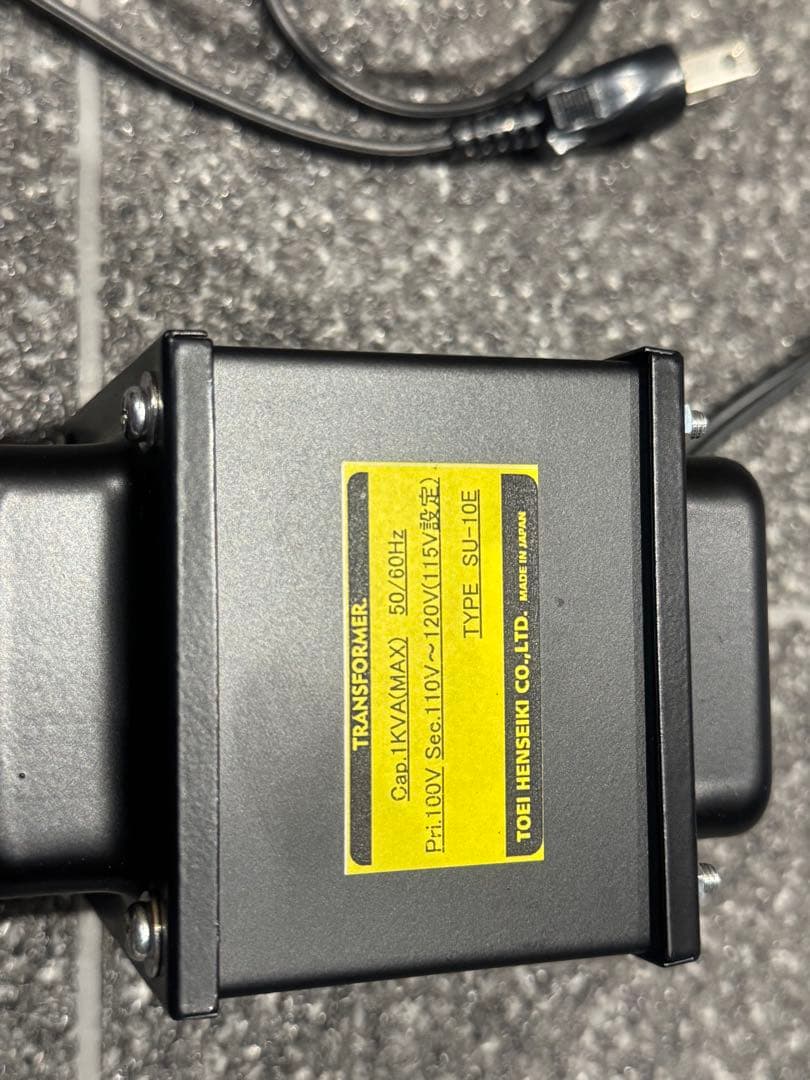 TRANSFORMER.
Cap.1KVA(MAX) 50/60Hz
Pri.100V Sec.110V～120V(115V設定)
TYPE SU-10E
TOEI HENSEIKI CO.,LTD. MADE IN JAPAN